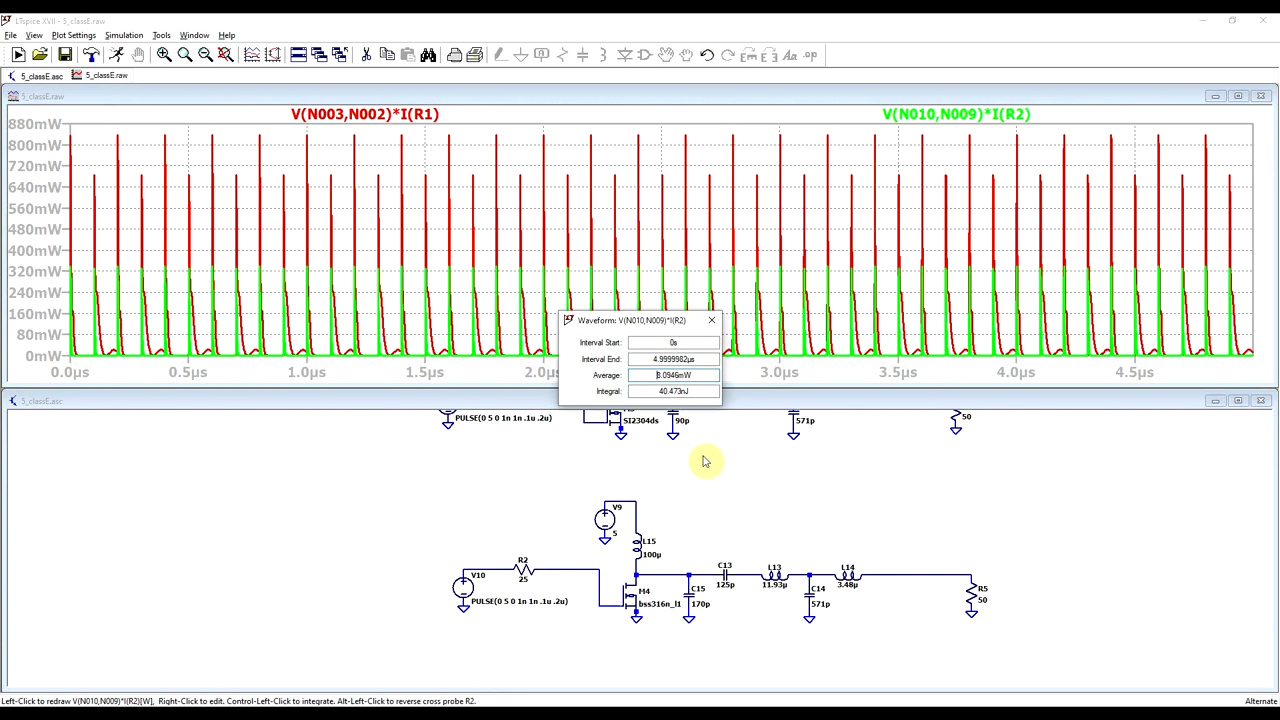 LTspice XVII - 5_classE.raw
File View Plot Settings Simulation Tools Window Help
5_classE.asc 5_classE.raw
5_classE.raw
V(N003,N002)*I(R1) V(N010,N009)*I(R2)
880mW
800mW
720mW
640mW
560mW
480mW
400mW
320mW
240mW
160mW
80mW
0mW
0.0µs 0.5µs 1.0µs 1.5µs 3.0µs 3.5µs 4.0µs 4.5µs
Waveform: V(N010,N009)*I(R2)
Interval Start: 0s
Interval End: 4.9999982µs
Average: 8.0946mW
Integral: 40.473nJ
5_classE.asc
PULSE(0 5 0 1n 1n .1u .2u) SI2304ds 90p 571p 50
V9
5
L15
100µ
R2
25
V10
PULSE(0 5 0 1n 1n .1u .2u)
M4
bss316n_l1
C15
170p
C13
125p
L13
11.93µ
C14
571p
L14
3.48µ
R5
50
Left-Click to redraw V(N010,N009)*I(R2)[W], Right-Click to edit. Control-Left-Click to integrate. Alt-Left-Click to reverse cross probe R2. Alternate